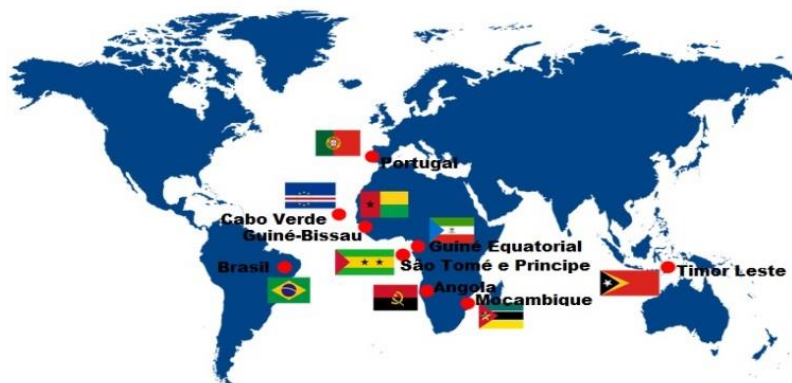 Portugal
Cabo Verde
Guiné-Bissau
Guiné Equatorial
São Tomé e Principe
Brasil
Timor Leste
Angola
Moçambique